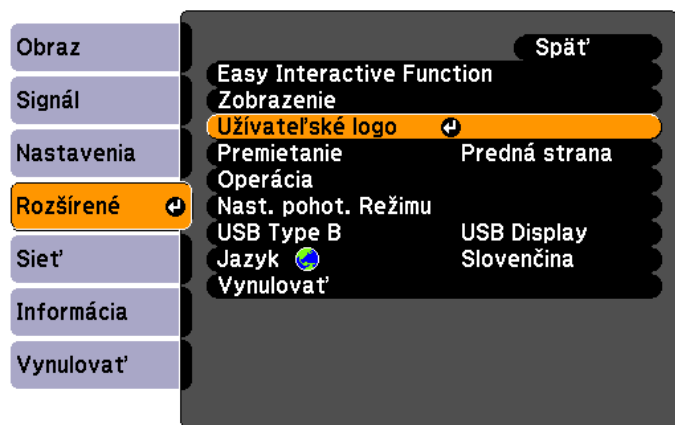 Obraz
Signál
Nastavenia
Rozšírené
Sieť
Informácia
Vynulovať
Späť
Easy Interactive Function
Zobrazenie
Užívateľské logo
Premietanie Predná strana
Operácia
Nast. pohot. Režimu
USB Type B USB Display
Jazyk Slovenčina
Vynulovať